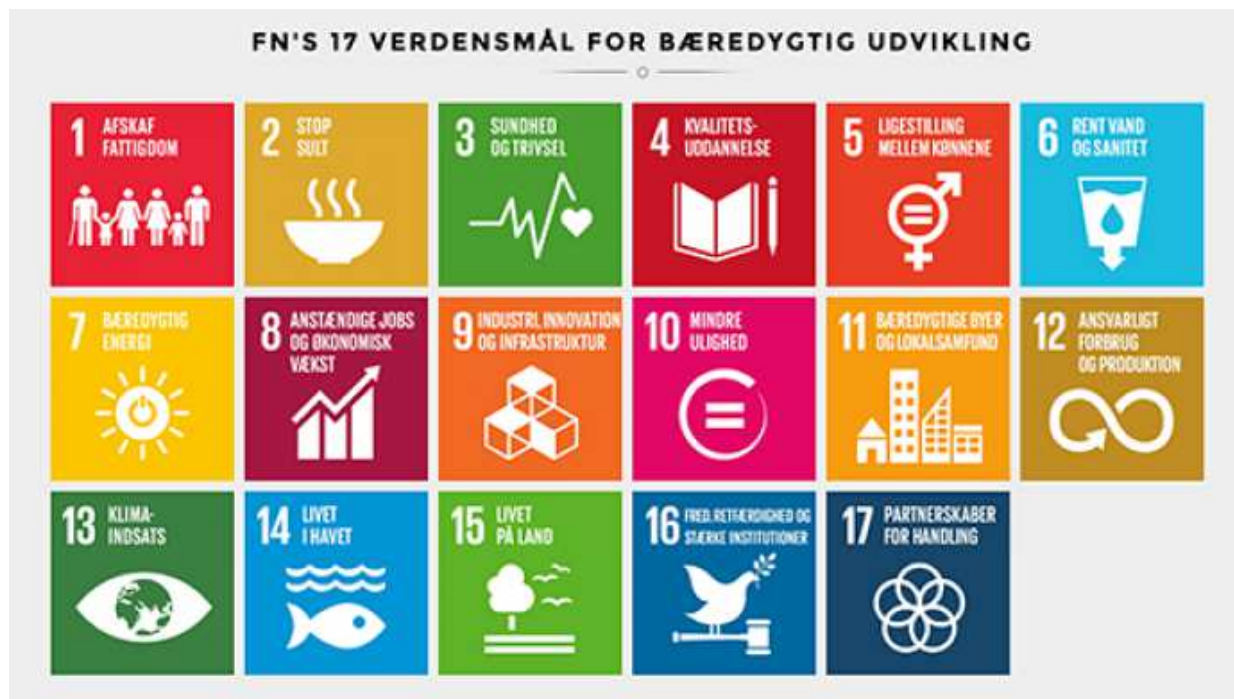 FN'S 17 VERDENSMÅL FOR BÆREDYGTIG UDVIKLING
1 AFSKAF
FATTIGDOM
2 STOP
SULT
3 SUNDHED
OG TRIVSEL
4 KVALITETS-
UDDANNELSE
5 LIGESTILLING
MELLEM KØNNENE
6 RENT VAND
OG SANITET
7 BÆREDYGTIG
ENERGI
8 ANSTÆNDIGE JOBS
OG ØKONOMISK
VÆKST
9 INDUSTRI, INNOVATION
OG INFRASTRUKTUR
10 MINDRE
ULIGHED
11 BÆREDYGTIGE BYER
OG LOKALSAMFUND
12 ANSVARLIGT
FORBRUG
OG PRODUKTION
13 KLIMA-
INDSATS
14 LIVET
I HAVET
15 LIVET
PÅ LAND
16 FRED, RETFÆRDIGHED OG
STÆRKE INSTITUTIONER
17 PARTNERSKABER
FOR HANDLING